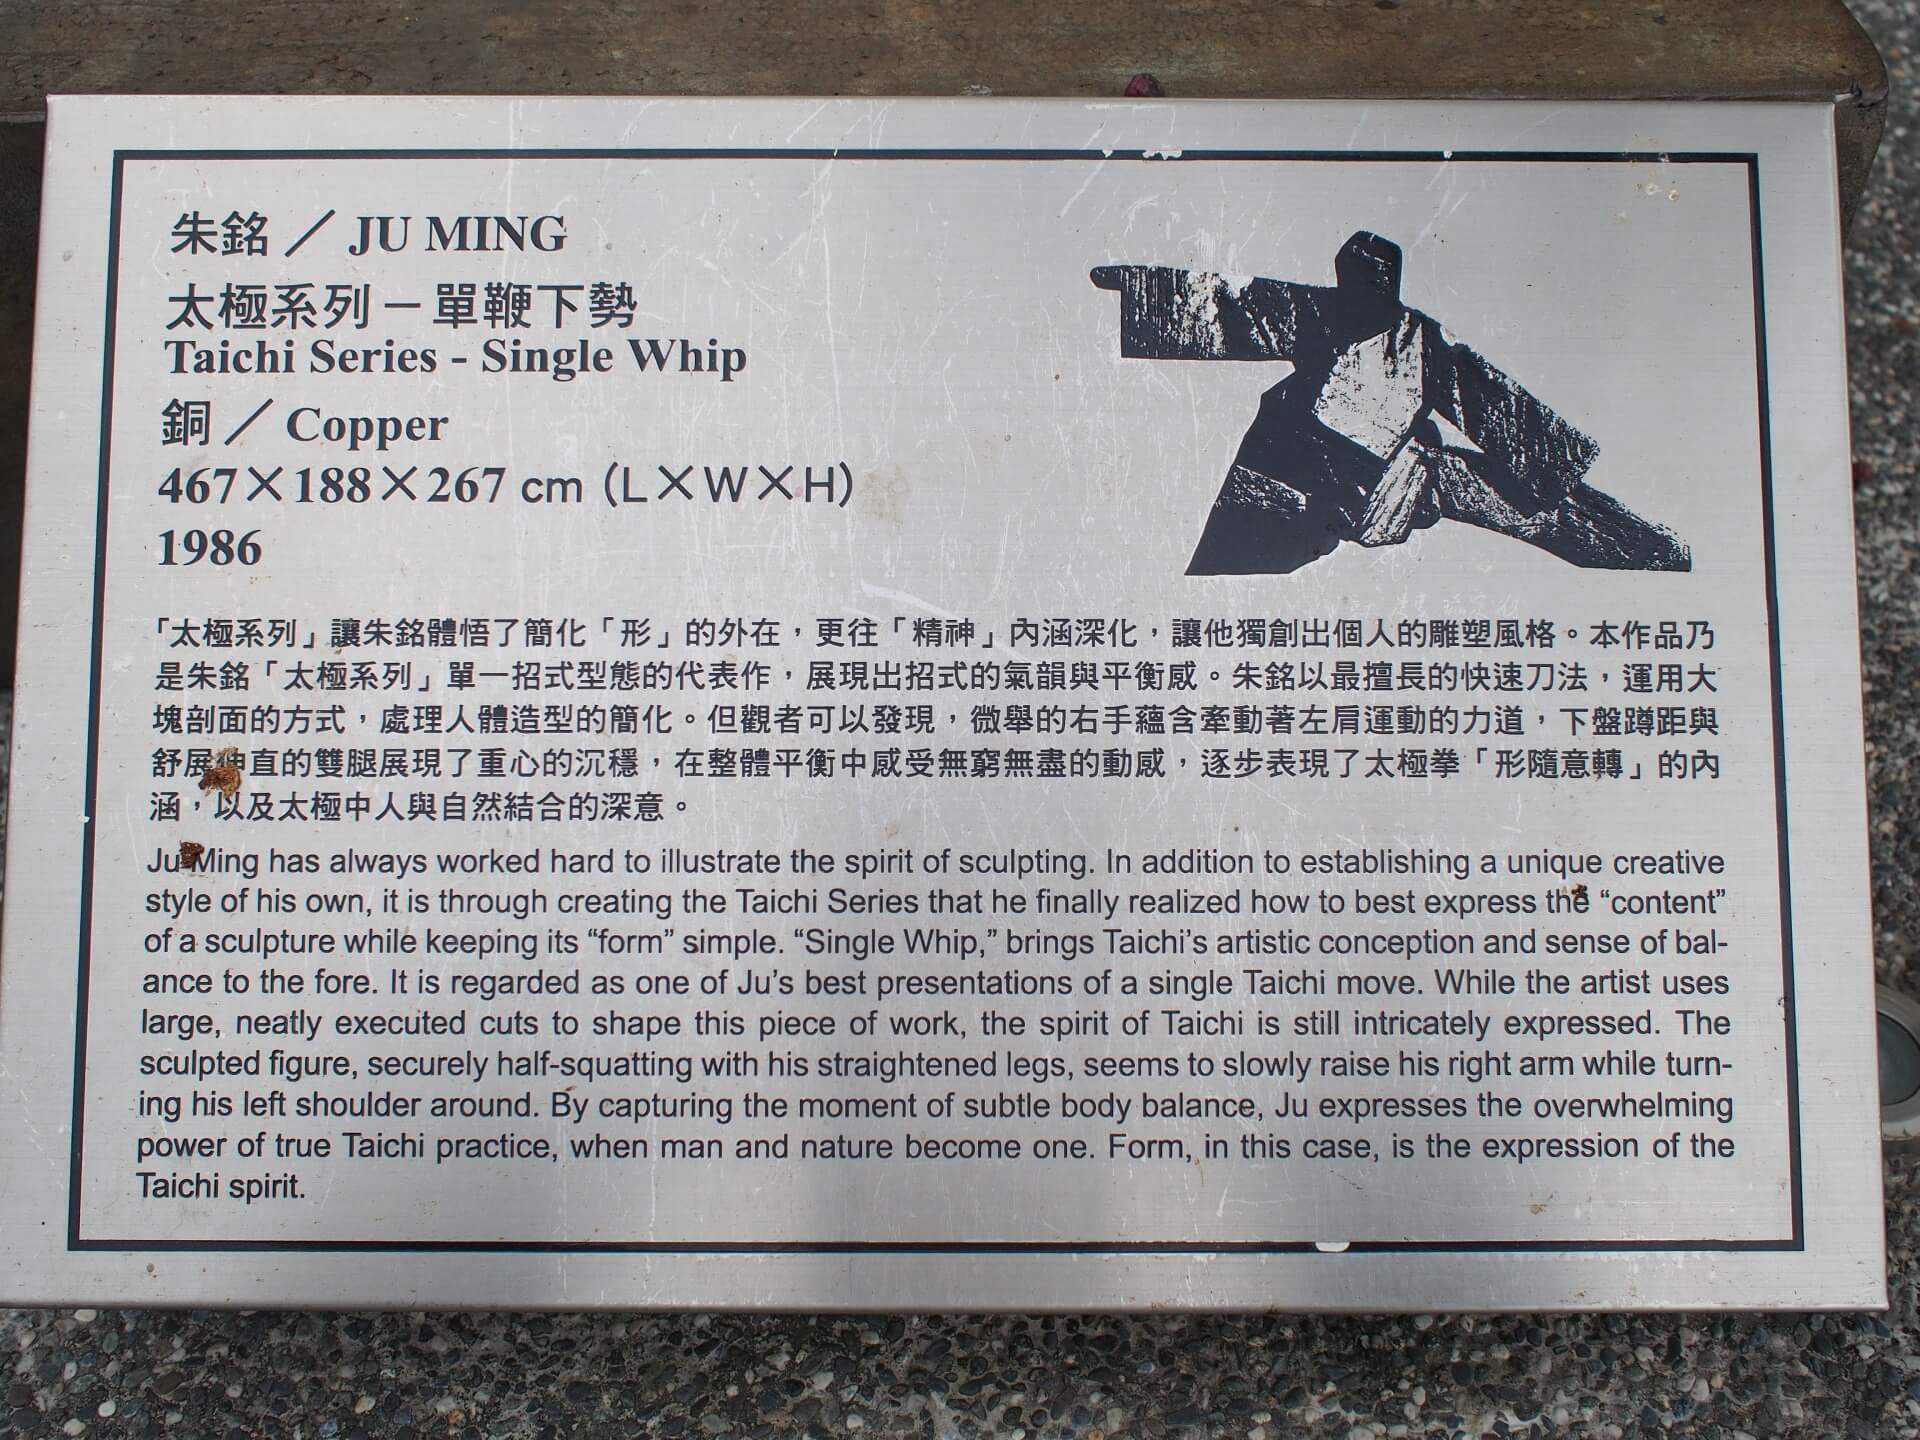 朱銘／JU MING
太極系列－單鞭下勢
Taichi Series - Single Whip
銅／Copper
467×188×267 cm（L×W×H）
1986
「太極系列」讓朱銘體悟了簡化「形」的外在，更往「精神」內涵深化，讓他獨創出個人的雕塑風格。本作品乃
是朱銘「太極系列」單一招式型態的代表作，展現出招式的氣韻與平衡感。朱銘以最擅長的快速刀法，運用大
塊剖面的方式，處理人體造型的簡化。但觀者可以發現，微舉的右手蘊含牽動著左肩運動的力道，下盤蹲距與
舒展伸直的雙腿展現了重心的沉穩，在整體平衡中感受無窮無盡的動感，逐步表現了太極拳「形隨意轉」的內
涵，以及太極中人與自然結合的深意。
Ju Ming has always worked hard to illustrate the spirit of sculpting. In addition to establishing a unique creative
style of his own, it is through creating the Taichi Series that he finally realized how to best express the “content”
of a sculpture while keeping its “form” simple. “Single Whip,” brings Taichi’s artistic conception and sense of bal-
ance to the fore. It is regarded as one of Ju’s best presentations of a single Taichi move. While the artist uses
large, neatly executed cuts to shape this piece of work, the spirit of Taichi is still intricately expressed. The
sculpted figure, securely half-squatting with his straightened legs, seems to slowly raise his right arm while turn-
ing his left shoulder around. By capturing the moment of subtle body balance, Ju expresses the overwhelming
power of true Taichi practice, when man and nature become one. Form, in this case, is the expression of the
Taichi spirit.